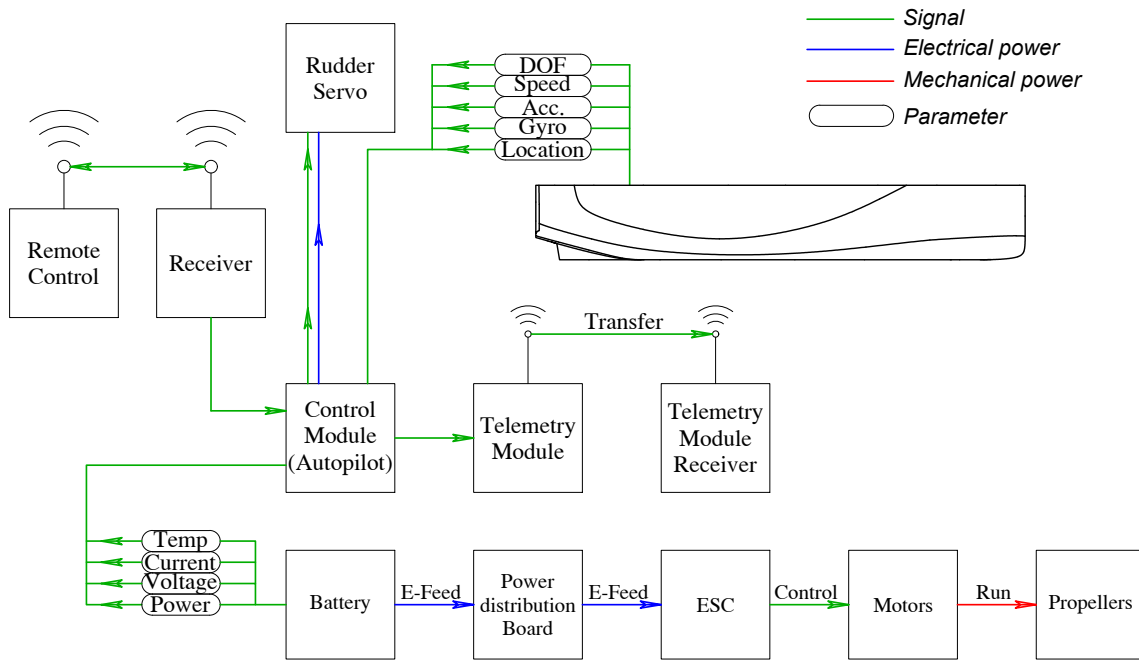 Signal
Electrical power
Mechanical power
Parameter
Rudder
Servo
DOF
Speed
Acc.
Gyro
Location
Remote
Control
Receiver
Transfer
Control
Module
(Autopilot)
Telemetry
Module
Telemetry
Module
Receiver
Temp
Current
Voltage
Power
Battery
E-Feed
Power
distribution
Board
E-Feed
ESC
Control
Motors
Run
Propellers